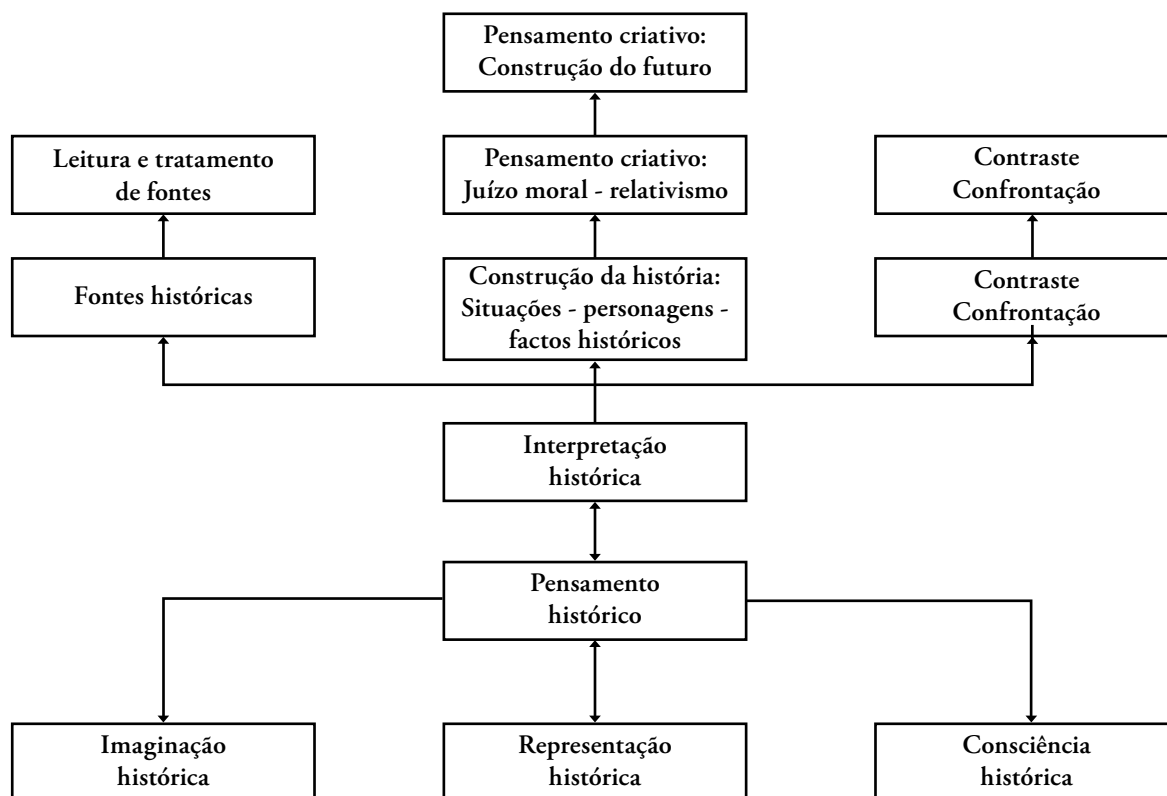 Pensamento criativo:
Construção do futuro
Leitura e tratamento
de fontes
Pensamento criativo:
Juízo moral - relativismo
Contraste
Confrontação
Fontes históricas
Construção da história:
Situações - personagens -
factos históricos
Contraste
Confrontação
Interpretação
histórica
Pensamento
histórico
Imaginação
histórica
Representação
histórica
Consciência
histórica